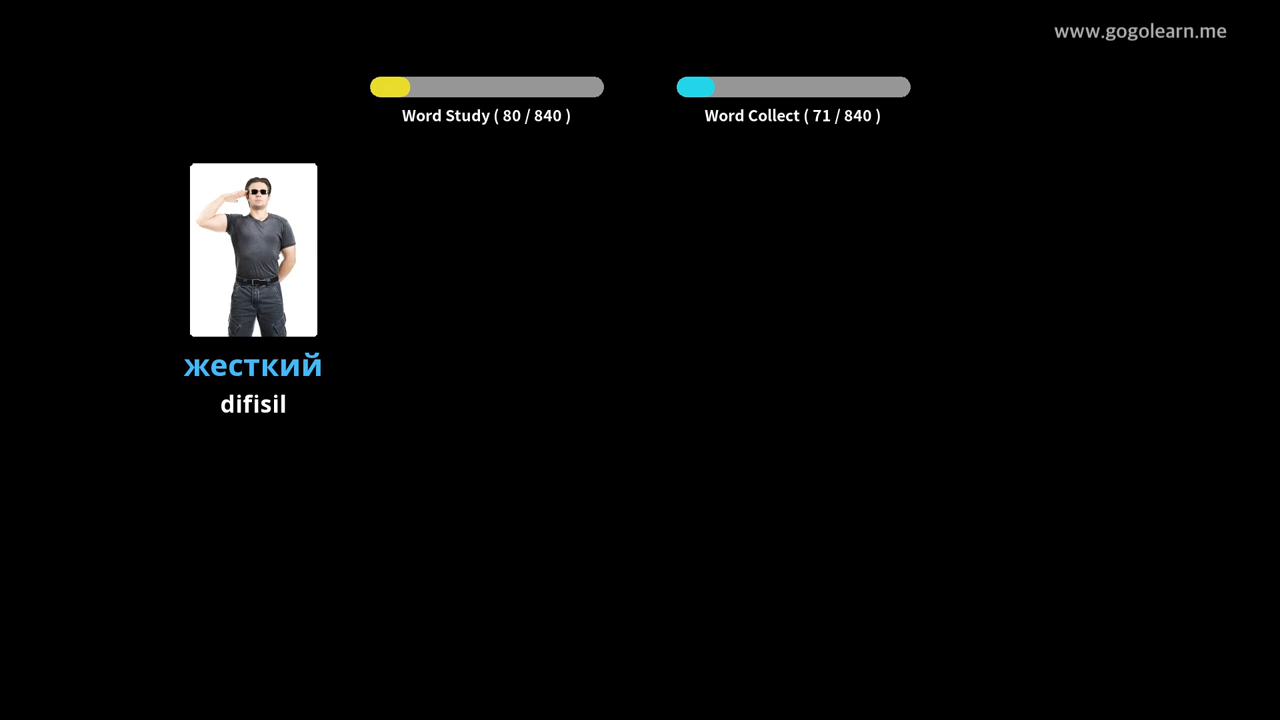 www.gogolearn.me
Word Study ( 80 / 840 )
Word Collect ( 71 / 840 )
жесткий
difisil